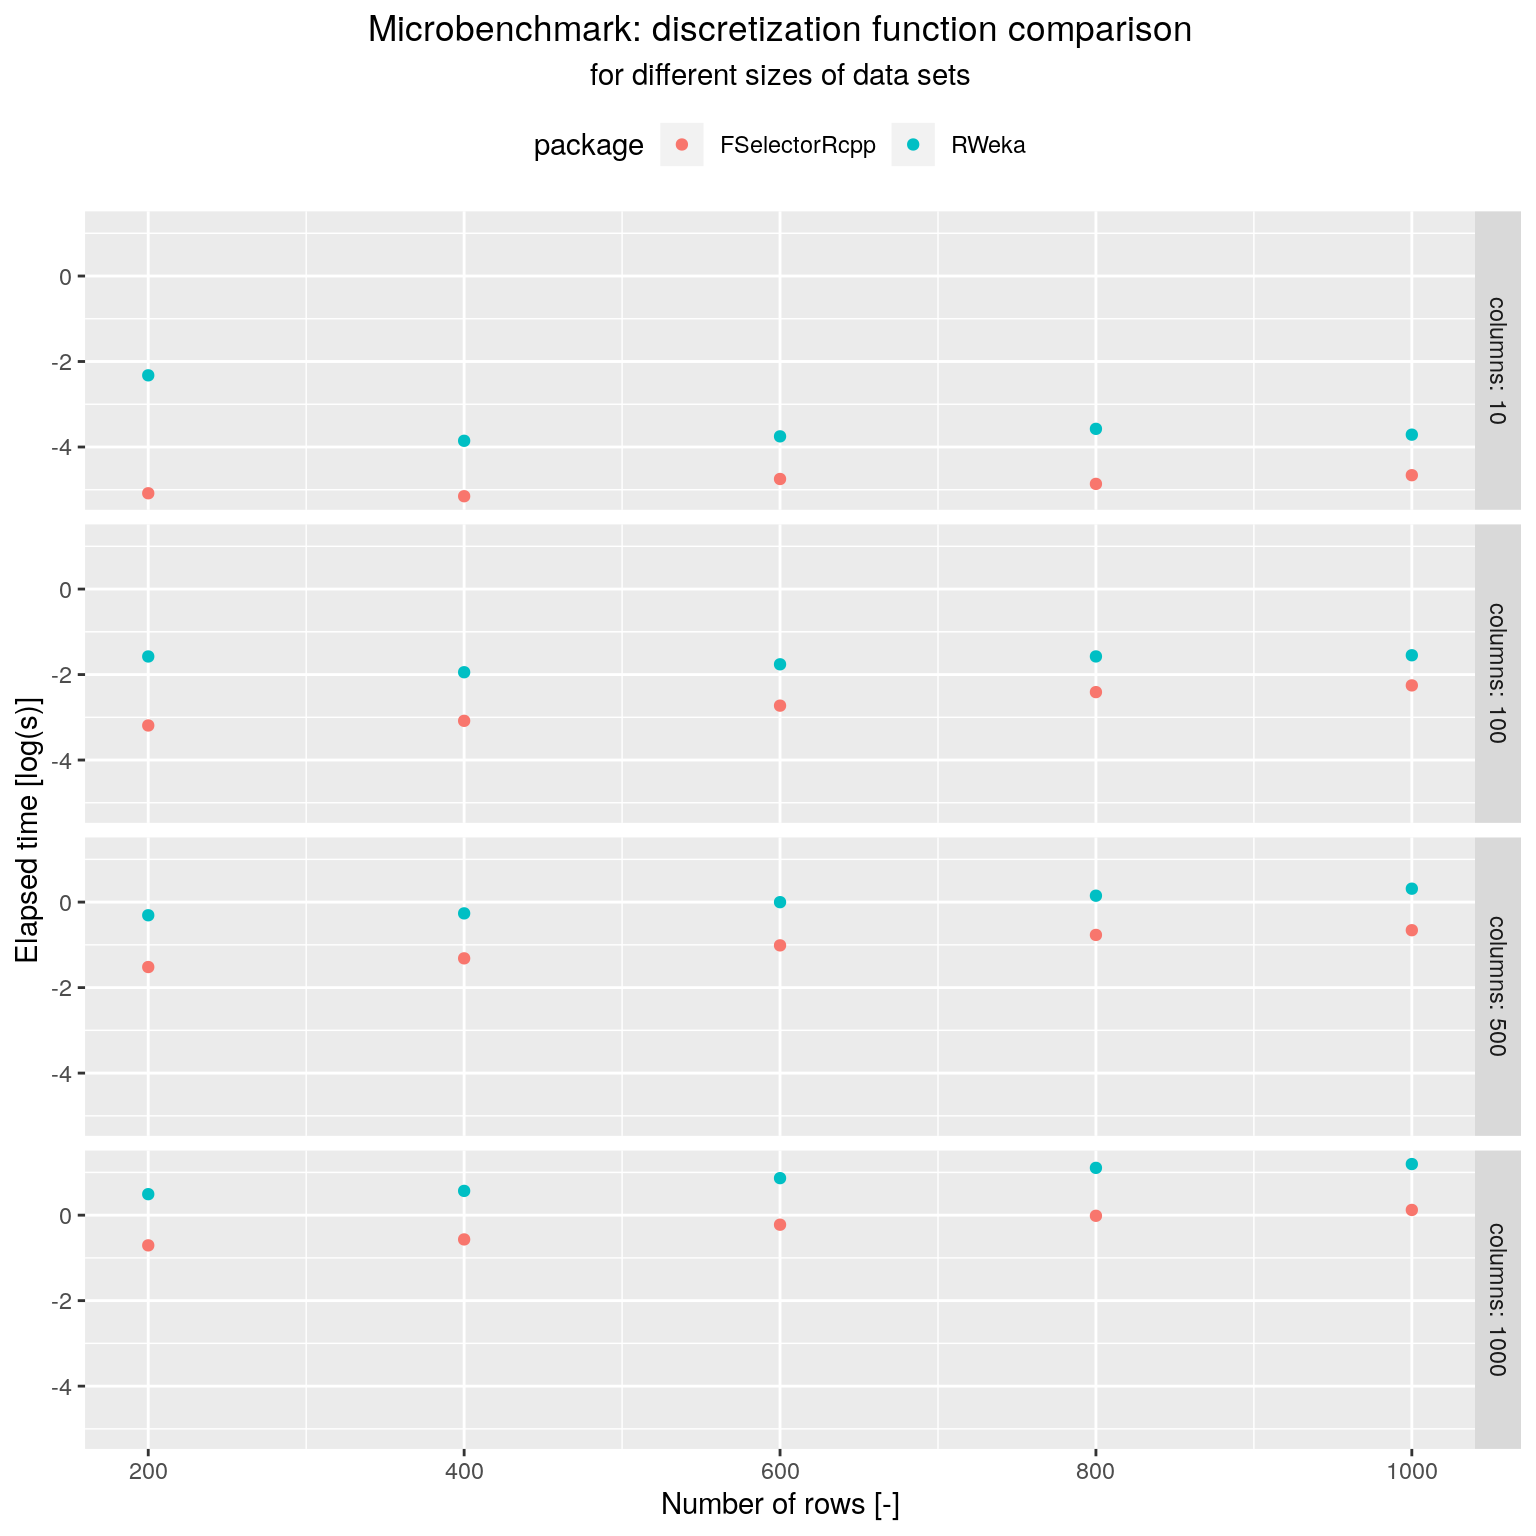 Microbenchmark: discretization function comparison
for different sizes of data sets
package FSelectorRcpp RWeka
Elapsed time [log(s)]
0
-2
-4
columns: 10
0
-2
-4
columns: 100
0
-2
-4
columns: 500
0
-2
-4
columns: 1000
200 400 600 800 1000
Number of rows [-]